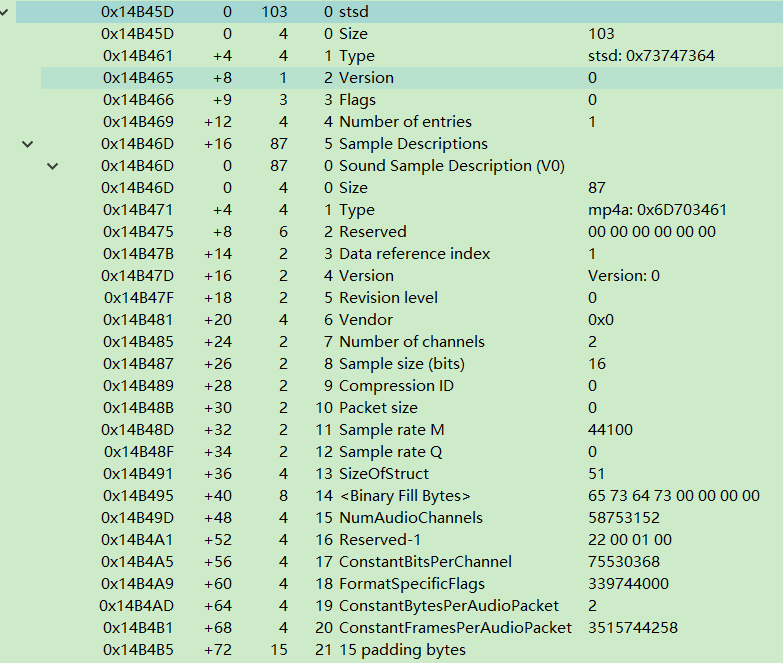 0x14B45D 0 103 0 stsd
0x14B45D 0 4 0 Size 103
0x14B461 +4 4 1 Type stsd: 0x73747364
0x14B465 +8 1 2 Version 0
0x14B466 +9 3 3 Flags 0
0x14B469 +12 4 4 Number of entries 1
0x14B46D +16 87 5 Sample Descriptions
0x14B46D 0 87 0 Sound Sample Description (V0)
0x14B46D 0 4 0 Size 87
0x14B471 +4 4 1 Type mp4a: 0x6D703461
0x14B475 +8 6 2 Reserved 00 00 00 00 00 00
0x14B47B +14 2 3 Data reference index 1
0x14B47D +16 2 4 Version Version: 0
0x14B47F +18 2 5 Revision level 0
0x14B481 +20 4 6 Vendor 0x0
0x14B485 +24 2 7 Number of channels 2
0x14B487 +26 2 8 Sample size (bits) 16
0x14B489 +28 2 9 Compression ID 0
0x14B48B +30 2 10 Packet size 0
0x14B48D +32 2 11 Sample rate M 44100
0x14B48F +34 2 12 Sample rate Q 0
0x14B491 +36 4 13 SizeOfStruct 51
0x14B495 +40 8 14 <Binary Fill Bytes> 65 73 64 73 00 00 00 00
0x14B49D +48 4 15 NumAudioChannels 58753152
0x14B4A1 +52 4 16 Reserved-1 22 00 01 00
0x14B4A5 +56 4 17 ConstantBitsPerChannel 75530368
0x14B4A9 +60 4 18 FormatSpecificFlags 339744000
0x14B4AD +64 4 19 ConstantBytesPerAudioPacket 2
0x14B4B1 +68 4 20 ConstantFramesPerAudioPacket 3515744258
0x14B4B5 +72 15 21 15 padding bytes